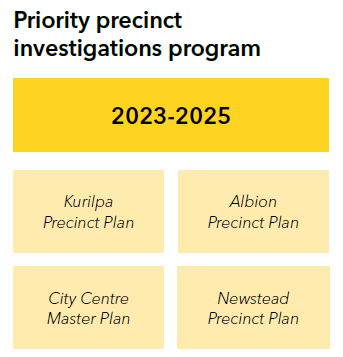 Priority precinct
investigations program
2023-2025
Kurilpa
Precinct Plan
Albion
Precinct Plan
City Centre
Master Plan
Newstead
Precinct Plan